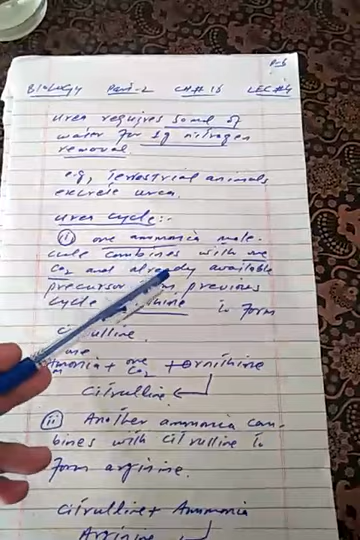 P-6
Biology Part-2 CH# 15 LEC#4
urea requires 50ml of
water for 1g nitrogen
removal.
e.g, Terrestrial animals
excrete urea.
Urea Cycle:-
(i) one ammonia mole-
cule combines with one
CO2 and already available
precursor from previous
cycle to form
Citrulline.
one
+ one CO2 + Ornithine
Citrulline
(ii) Another ammonia com-
bines with Citrulline to
form arginine.
Citrulline + Ammonia
Arginine